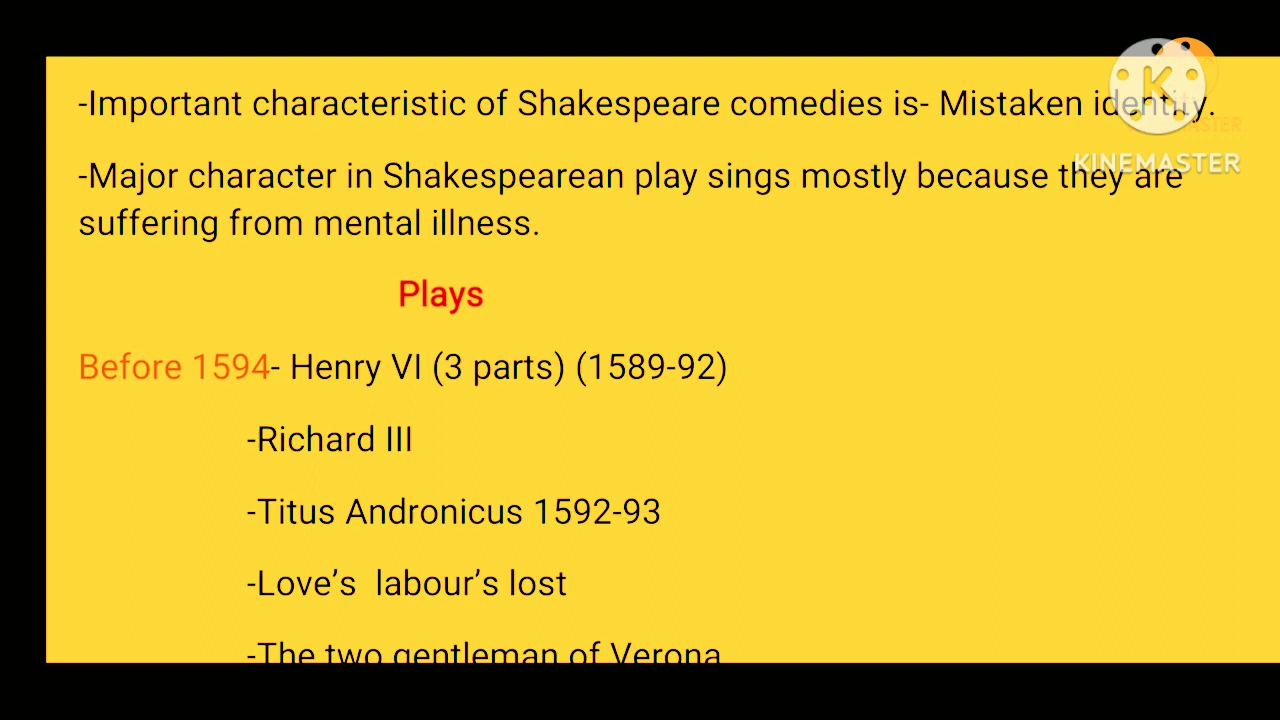 -Important characteristic of Shakespeare comedies is- Mistaken identity.
-Major character in Shakespearean play sings mostly because they are
suffering from mental illness.
Plays
Before 1594- Henry VI (3 parts) (1589-92)
-Richard III
-Titus Andronicus 1592-93
-Love’s  labour’s lost
-The two gentleman of Verona
K
KINEMASTER